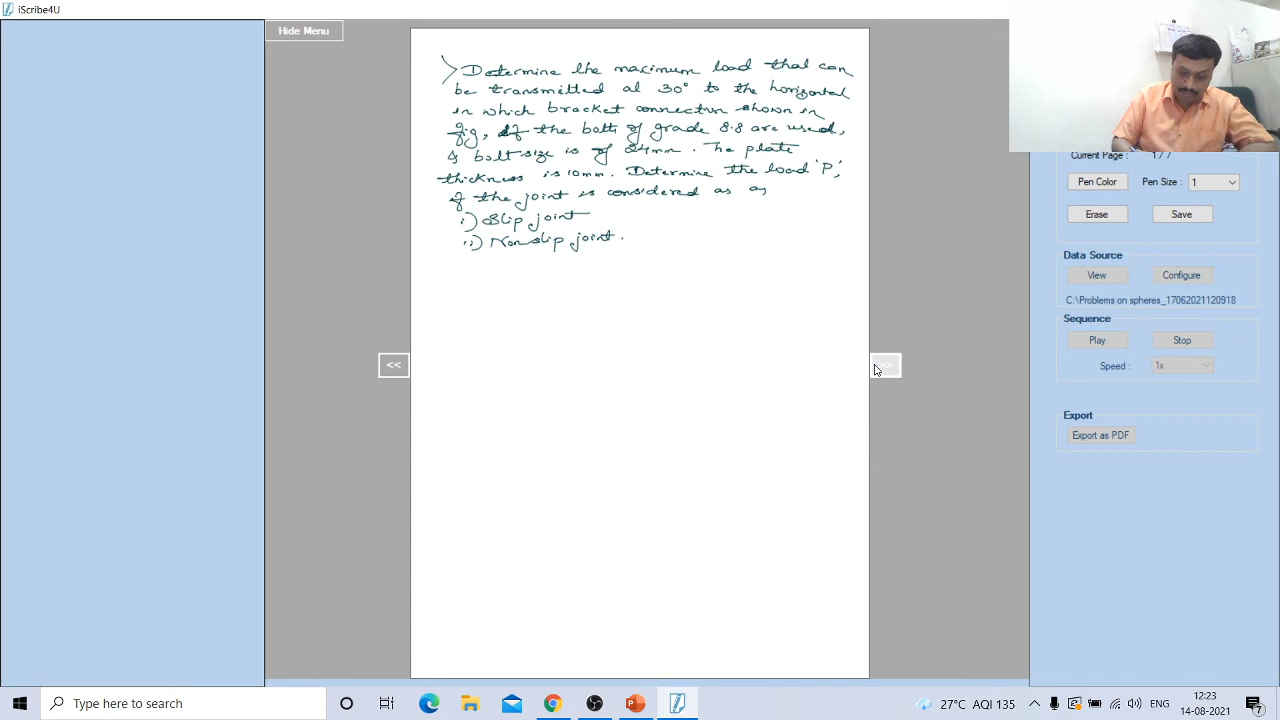 iScribe4U
Hide Menu
Determine the maximum load that can
be transmitted at 30° to the horizontal
in which bracket connection shown in
fig, If the bolts of grade 8.8 are used,
& bolt size is of 24mm. The plate
thickness is 10mm. Determine the load 'P',
if the joint is considered as as
i) Slip joint
ii) Non slip joint.
Current Page : 1 / 7
Pen Color
Pen Size : 1
Erase
Save
Data Source
View
Configure
C:\Problems on spheres_17062021120918
Sequence
Play
Stop
Speed : 1x
Export
Export as PDF
<<
>>
Type here to search
27°C AQI 135
ENG
12:23
14-08-2021
7